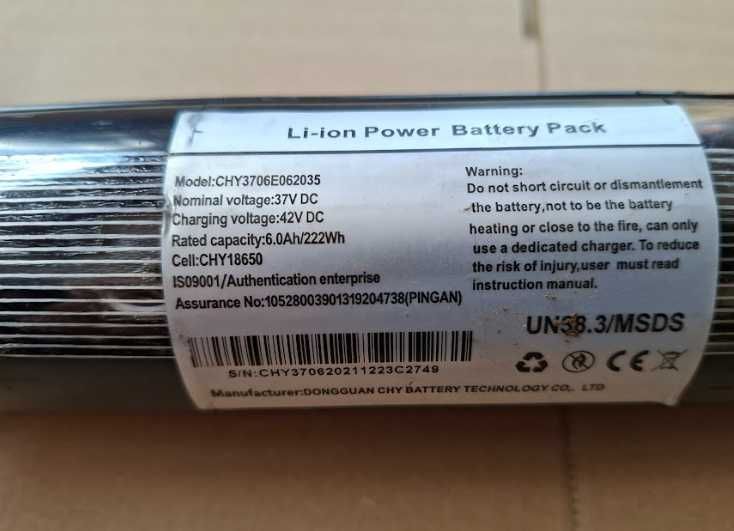 Li-ion Power Battery Pack
Model:CHY3706E062035
Nominal voltage:37V DC
Charging voltage:42V DC
Rated capacity:6.0Ah/222Wh
Cell:CHY18650
IS09001/Authentication enterprise
Assurance No:10528003901319204738(PINGAN)
Warning:
Do not short circuit or dismantlement
the battery,not to be the battery
heating or close to the fire, can only
use a dedicated charger. To reduce
the risk of injury,user must read
instruction manual.
UN38.3/MSDS
CE
S/N:CHY370620211223C2749
Manufacturer:DONGGUAN CHY BATTERY TECHNOLOGY CO,. LTD